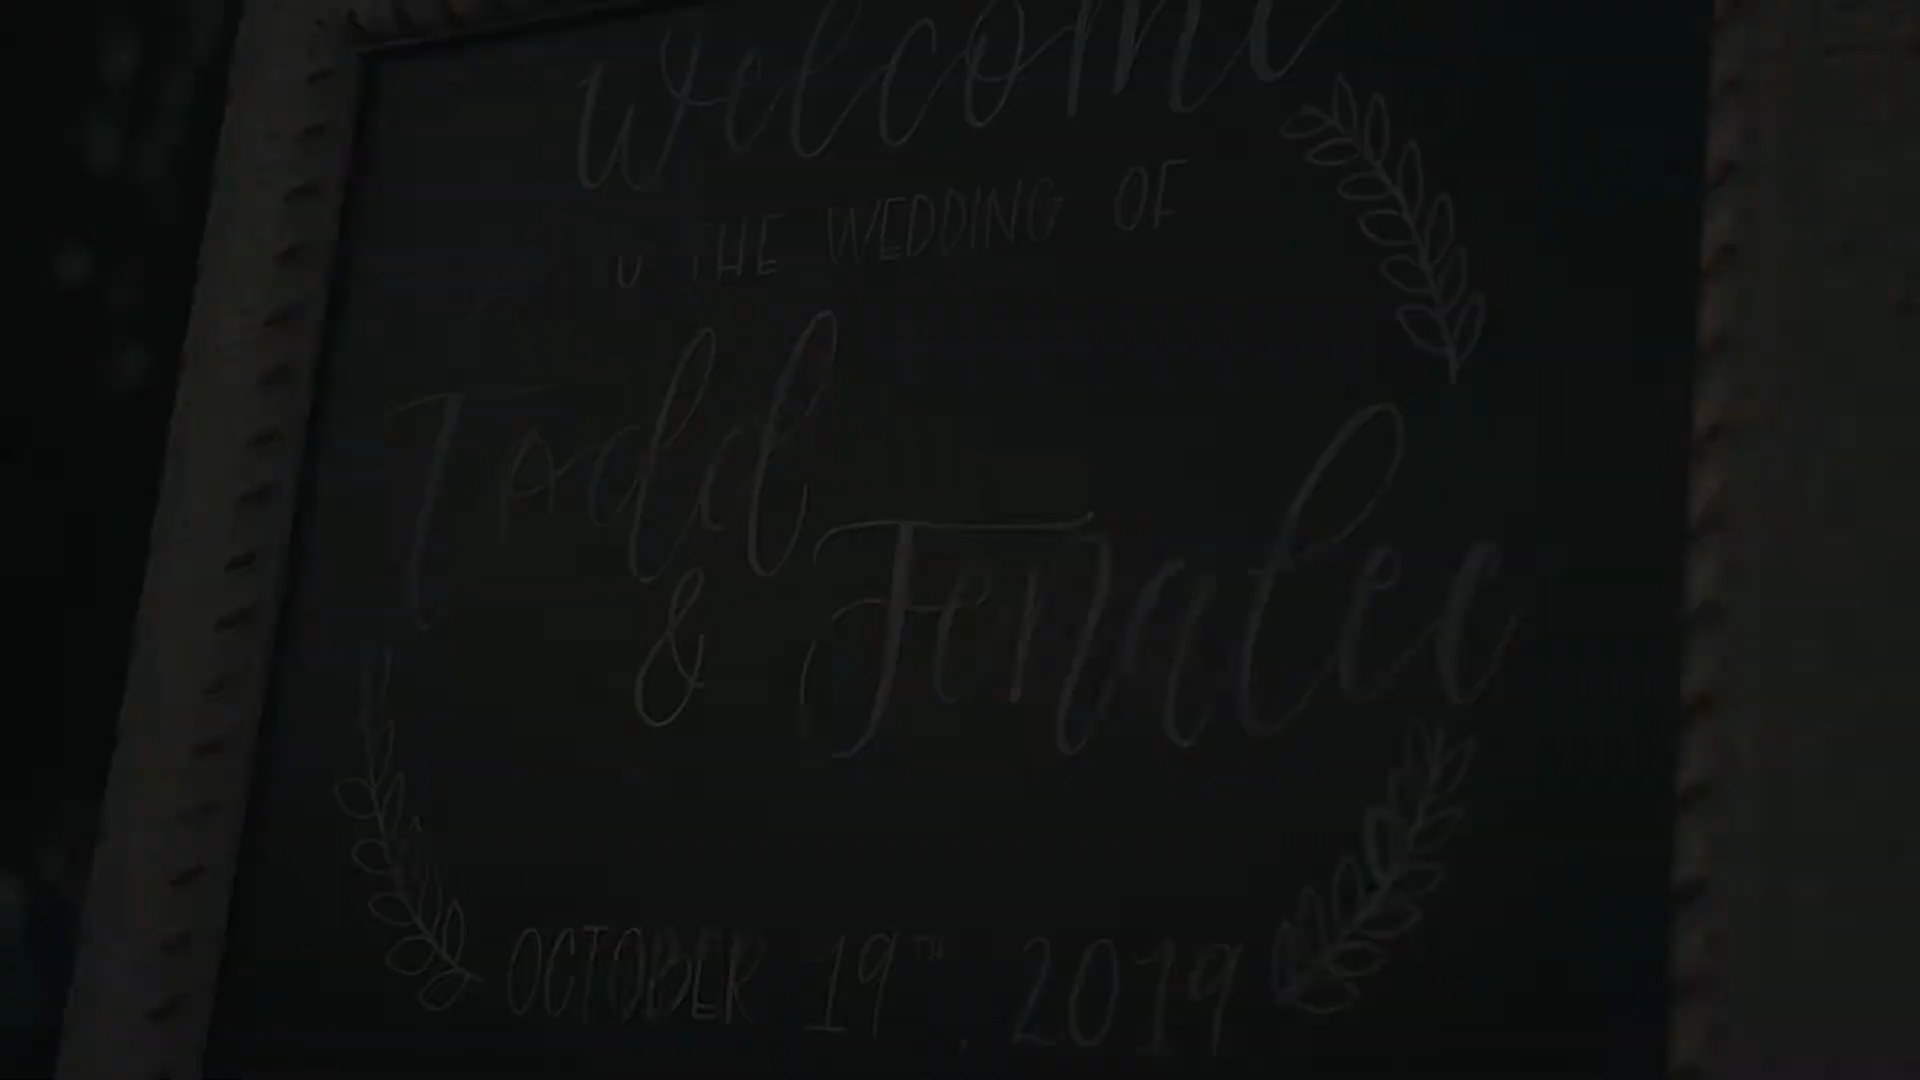 Welcome
TO THE WEDDING OF
Todd
& Jenalee
OCTOBER 19TH, 2019